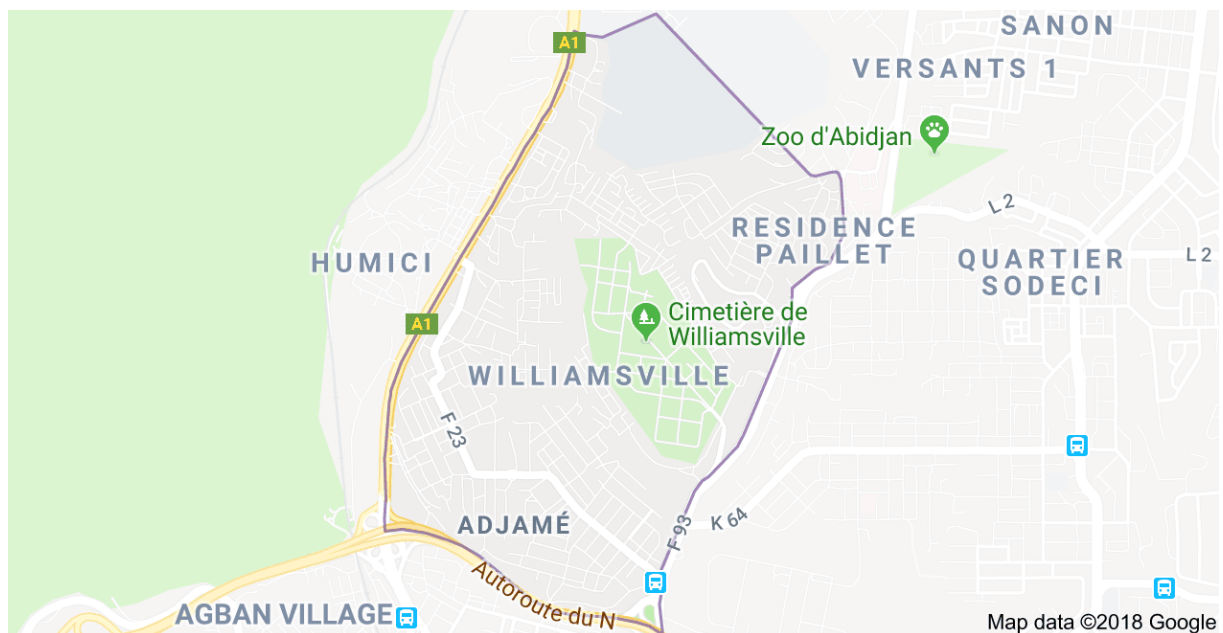 SANON
A1
VERSANTS 1
Zoo d'Abidjan
L 2
RESIDENCE
PAILLET
HUMICI
QUARTIER
SODECI
L 2
Cimetière de
Williamsville
A1
WILLIAMSVILLE
F 23
ADJAMÉ
K 64
F 93
Autoroute du N
AGBAN VILLAGE
Map data ©2018 Google